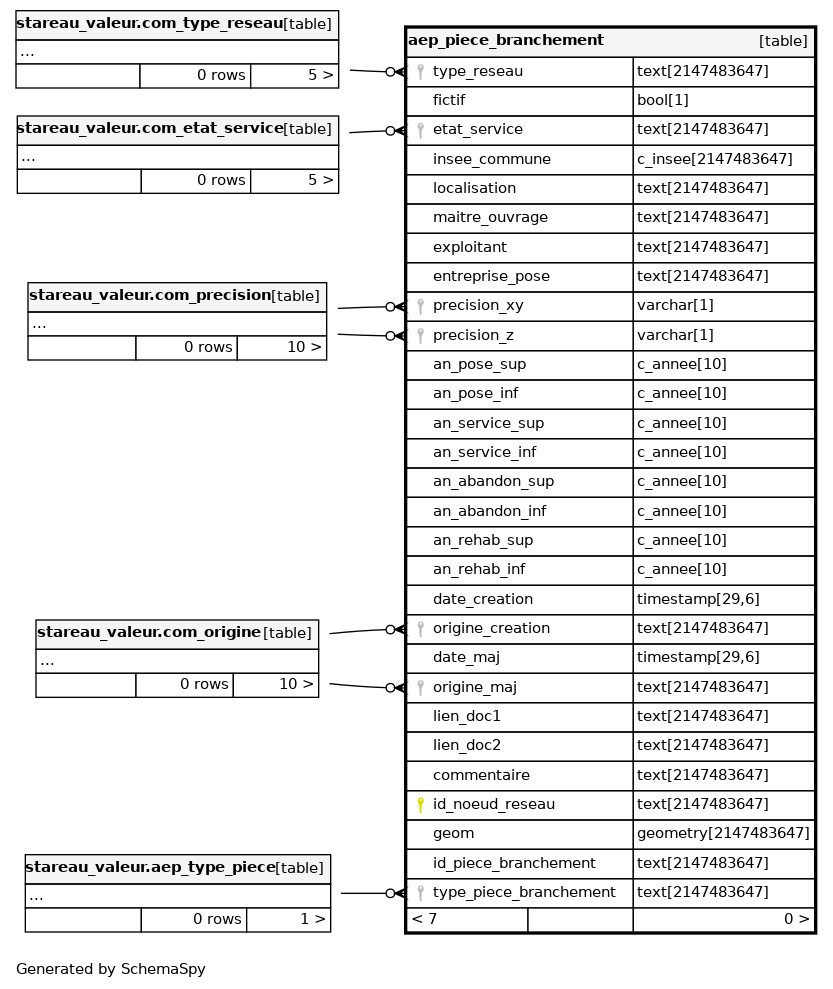 stareau_valeur.com_type_reseau[table]
...
0 rows 5 >
stareau_valeur.com_etat_service[table]
...
0 rows 5 >
stareau_valeur.com_precision[table]
...
0 rows 10 >
stareau_valeur.com_origine[table]
...
0 rows 10 >
stareau_valeur.aep_type_piece[table]
...
0 rows 1 >
aep_piece_branchement [table]
type_reseau text[2147483647]
fictif bool[1]
etat_service text[2147483647]
insee_commune c_insee[2147483647]
localisation text[2147483647]
maitre_ouvrage text[2147483647]
exploitant text[2147483647]
entreprise_pose text[2147483647]
precision_xy varchar[1]
precision_z varchar[1]
an_pose_sup c_annee[10]
an_pose_inf c_annee[10]
an_service_sup c_annee[10]
an_service_inf c_annee[10]
an_abandon_sup c_annee[10]
an_abandon_inf c_annee[10]
an_rehab_sup c_annee[10]
an_rehab_inf c_annee[10]
date_creation timestamp[29,6]
origine_creation text[2147483647]
date_maj timestamp[29,6]
origine_maj text[2147483647]
lien_doc1 text[2147483647]
lien_doc2 text[2147483647]
commentaire text[2147483647]
id_noeud_reseau text[2147483647]
geom geometry[2147483647]
id_piece_branchement text[2147483647]
type_piece_branchement text[2147483647]
< 7 0 >
Generated by SchemaSpy